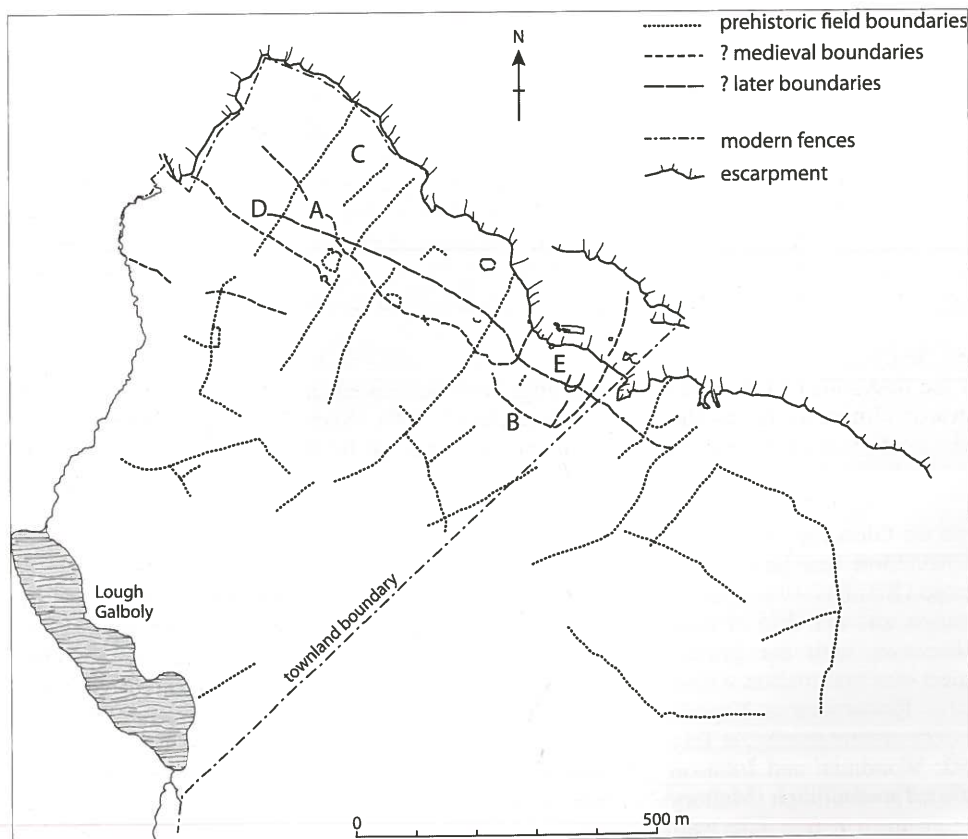 prehistoric field boundaries
? medieval boundaries
? later boundaries
modern fences
escarpment
N
C
D
A
E
B
Lough
Galboly
townland boundary
0
500 m